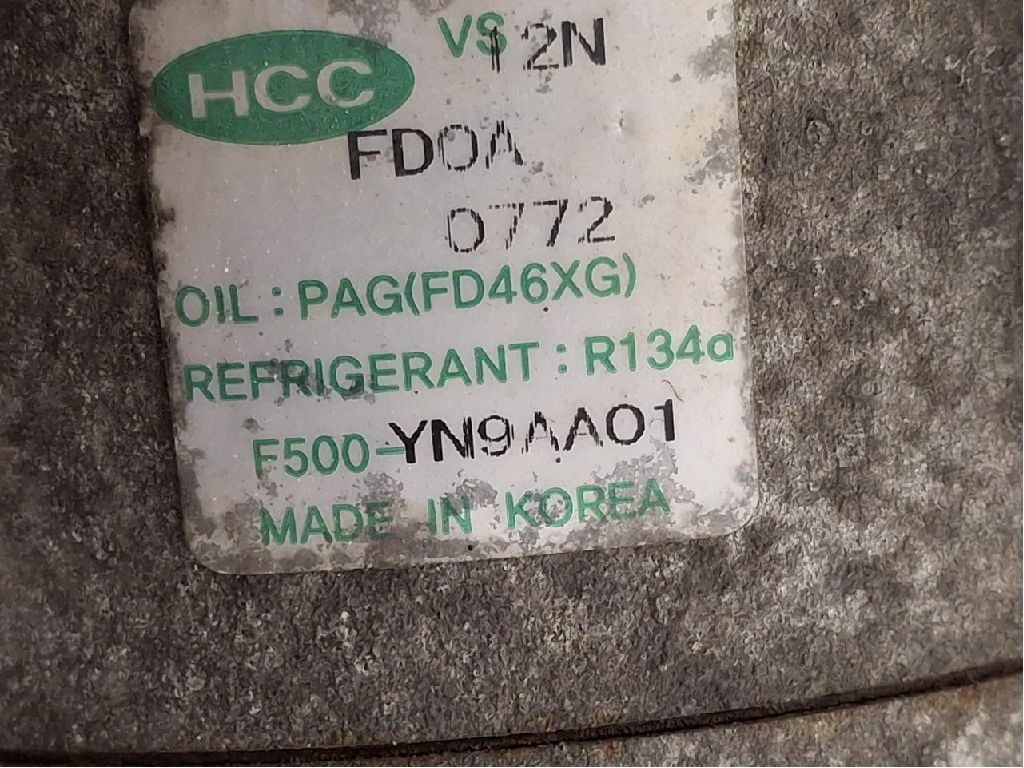 HCC
VS12N
FD0A
0772
OIL : PAG(FD46XG)
REFRIGERANT : R134a
F500-YN9AA01
MADE IN KOREA